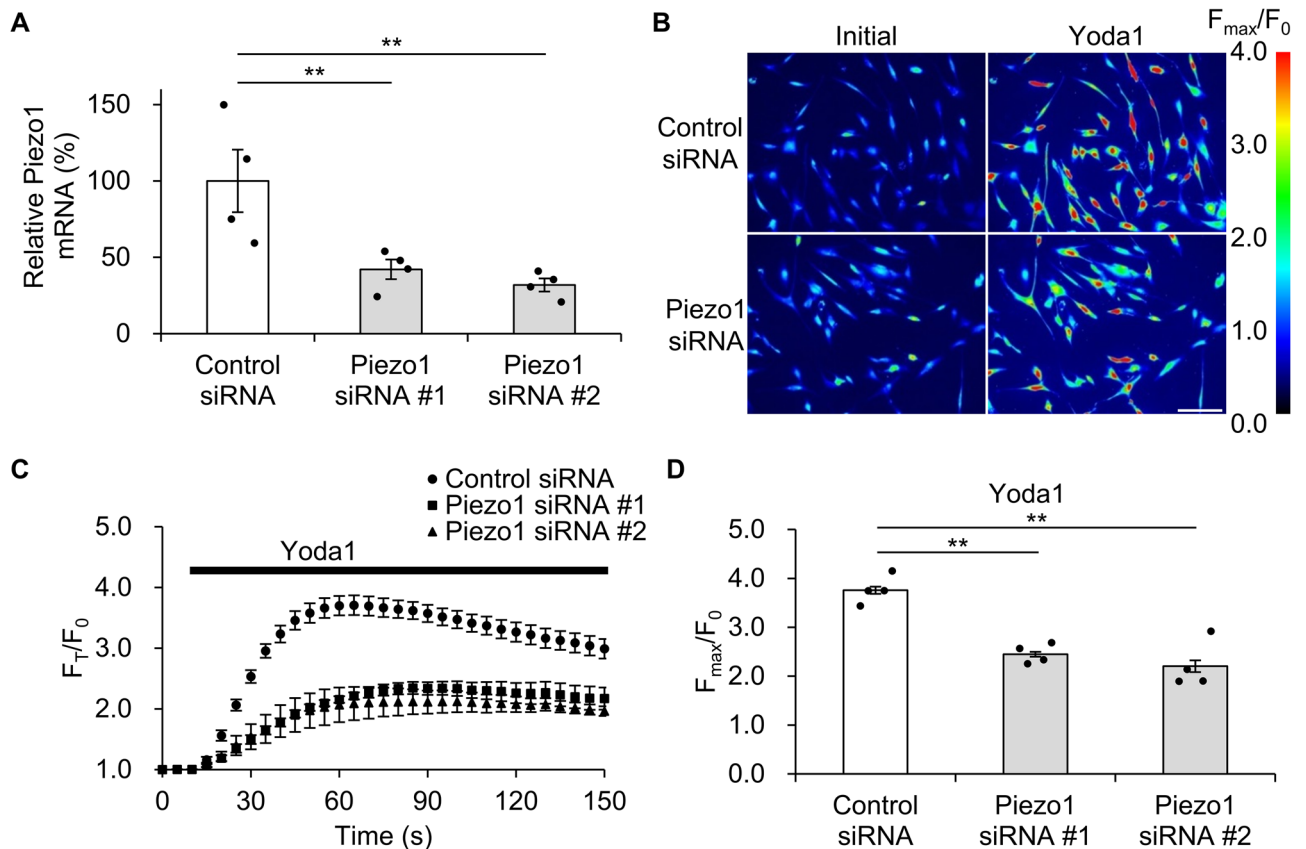 A
**
**
150
100
50
0
Relative Piezo1
mRNA (%)
Control
siRNA
Piezo1
siRNA #1
Piezo1
siRNA #2
B
Initial
Yoda1
Fmax/F0
Control
siRNA
Piezo1
siRNA
4.0
3.0
2.0
1.0
0.0
C
Control siRNA
Piezo1 siRNA #1
Piezo1 siRNA #2
Yoda1
5.0
4.0
3.0
2.0
1.0
FT/F0
0 30 60 90 120 150
Time (s)
D
Yoda1
**
**
5.0
4.0
3.0
2.0
1.0
0.0
Fmax/F0
Control
siRNA
Piezo1
siRNA #1
Piezo1
siRNA #2